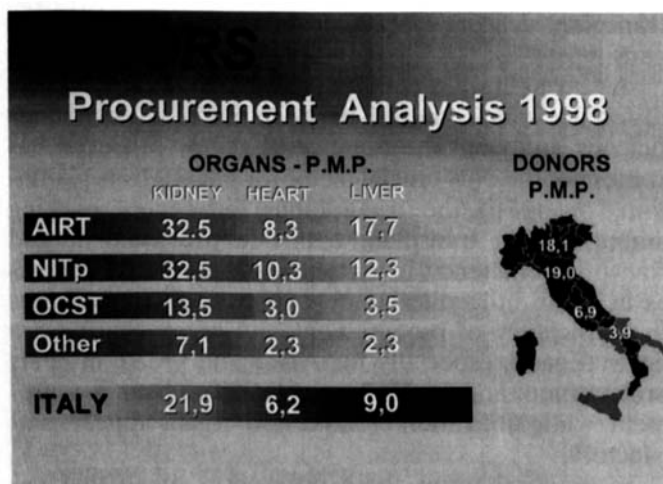 ORS
Procurement Analysis 1998
ORGANS - P.M.P.
DONORS
P.M.P.
KIDNEY HEART LIVER
AIRT 32.5 8,3 17,7
NITp 32,5 10,3 12,3
OCST 13,5 3,0 3,5
Other 7,1 2,3 2,3
ITALY 21,9 6,2 9,0
18,1
19,0
6,9
3,9